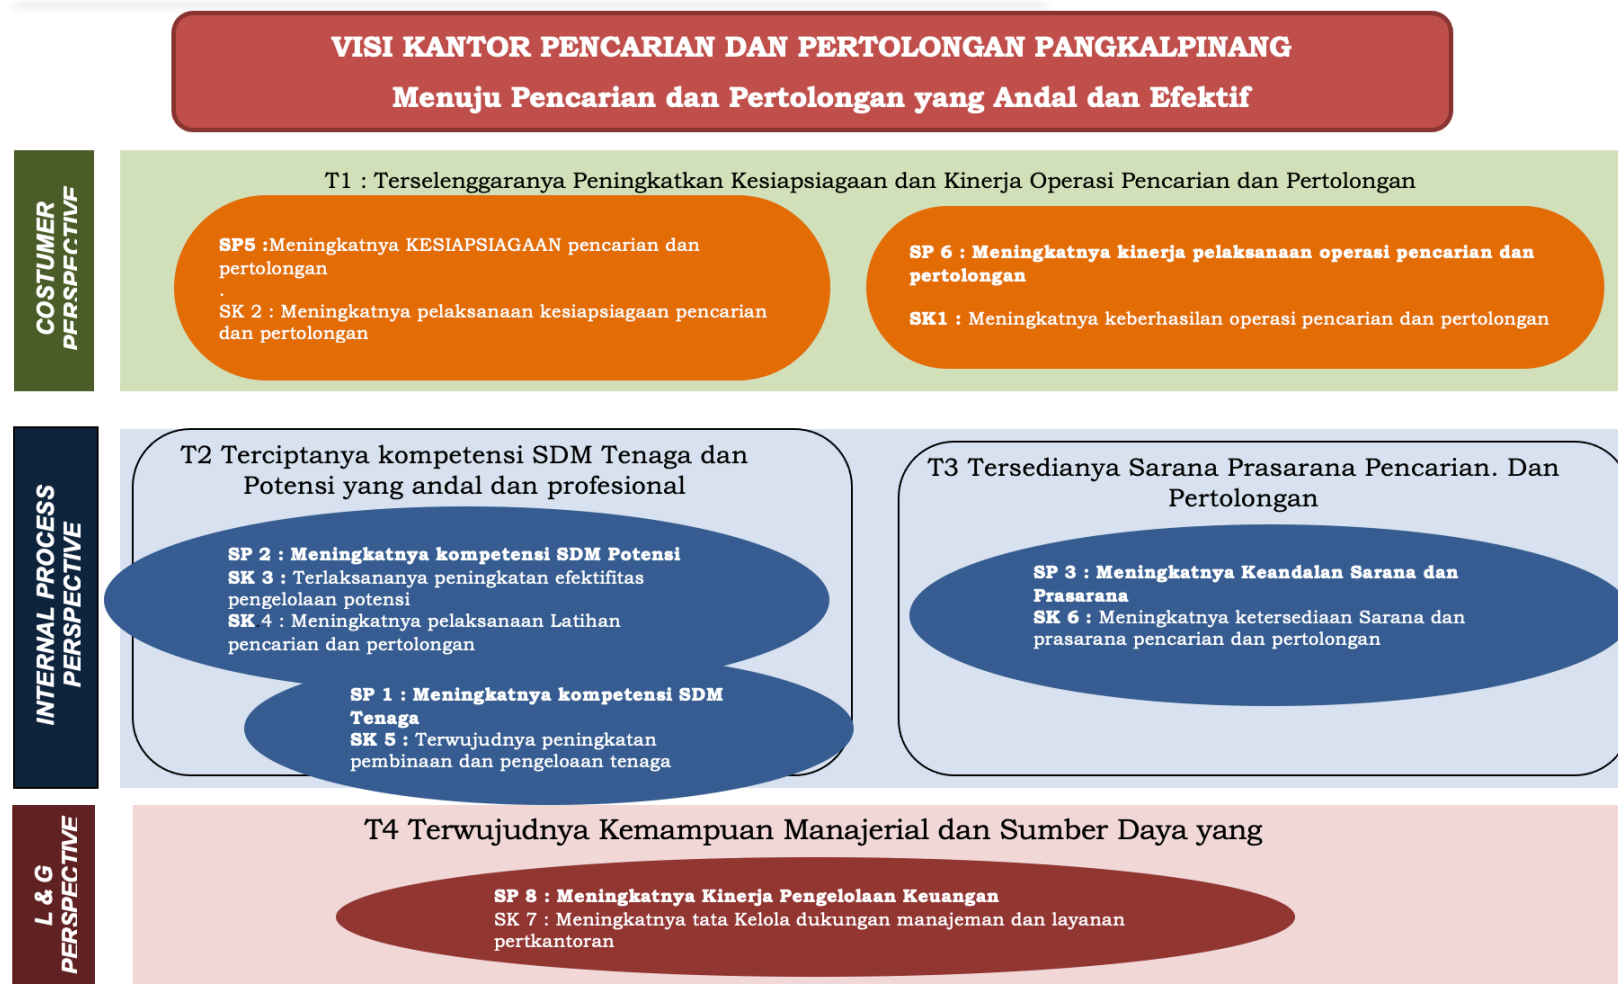 VISI KANTOR PENCARIAN DAN PERTOLONGAN PANGKALPINANG
Menuju Pencarian dan Pertolongan yang Andal dan Efektif
COSTUMER
PERSPECTIVE
T1 : Terselenggaranya Peningkatkan Kesiapsiagaan dan Kinerja Operasi Pencarian dan Pertolongan
SP5 :Meningkatnya KESIAPSIAGAAN pencarian dan
pertolongan
.
SK 2 : Meningkatnya pelaksanaan kesiapsiagaan pencarian
dan pertolongan
SP 6 : Meningkatnya kinerja pelaksanaan operasi pencarian dan
pertolongan
SK1 : Meningkatnya keberhasilan operasi pencarian dan pertolongan
INTERNAL PROCESS
PERSPECTIVE
T2 Terciptanya kompetensi SDM Tenaga dan
Potensi yang andal dan profesional
SP 2 : Meningkatnya kompetensi SDM Potensi
SK 3 : Terlaksananya peningkatan efektifitas
pengelolaan potensi
SK.4 : Meningkatnya pelaksanaan Latihan
pencarian dan pertolongan
SP 1 : Meningkatnya kompetensi SDM
Tenaga
SK 5 : Terwujudnya peningkatan
pembinaan dan pengeloaan tenaga
T3 Tersedianya Sarana Prasarana Pencarian. Dan
Pertolongan
SP 3 : Meningkatnya Keandalan Sarana dan
Prasarana
SK 6 : Meningkatnya ketersediaan Sarana dan
prasarana pencarian dan pertolongan
L & G
PERSPECTIVE
T4 Terwujudnya Kemampuan Manajerial dan Sumber Daya yang
SP 8 : Meningkatnya Kinerja Pengelolaan Keuangan
SK 7 : Meningkatnya tata Kelola dukungan manajeman dan layanan
pertkantoran